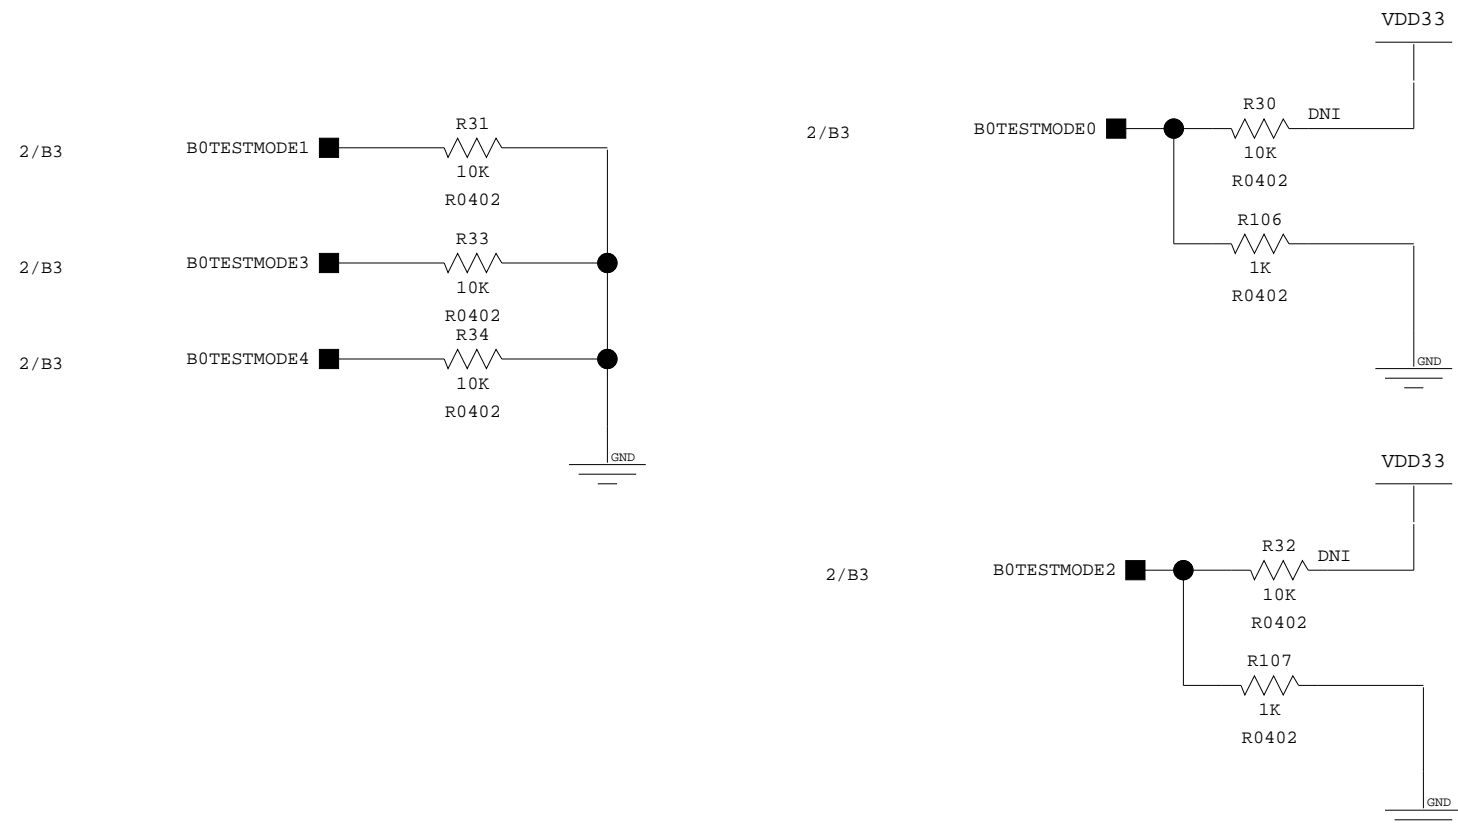 VDD33
R30
DNI
2/B3
B0TESTMODE0
10K
R0402
R106
1K
R0402
GND
R31
2/B3
B0TESTMODE1
10K
R0402
R33
2/B3
B0TESTMODE3
10K
R0402
R34
2/B3
B0TESTMODE4
10K
R0402
GND
VDD33
R32
DNI
2/B3
B0TESTMODE2
10K
R0402
R107
1K
R0402
GND